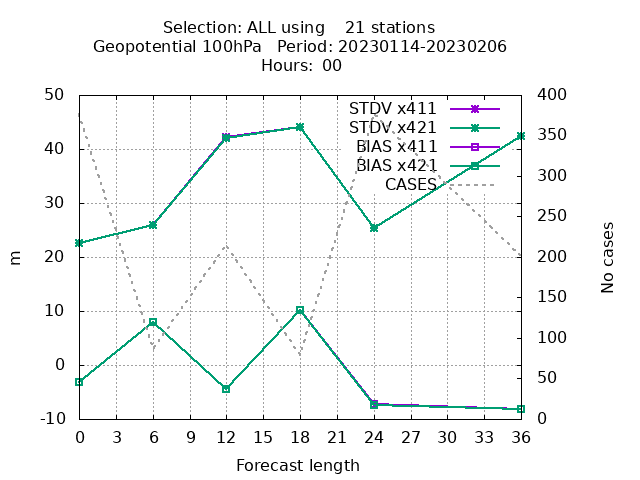 Selection: ALL using    21 stations
Geopotential 100hPa   Period: 20230114-20230206
Hours: 00
50 400
STDV x411
STDV x421
40 350
BIAS x411
BIAS x421
300
CASES
30
250
m
No cases
20 200
150
10
100
0
50
-10 0
0 3 6 9 12 15 18 21 24 27 30 33 36
Forecast length